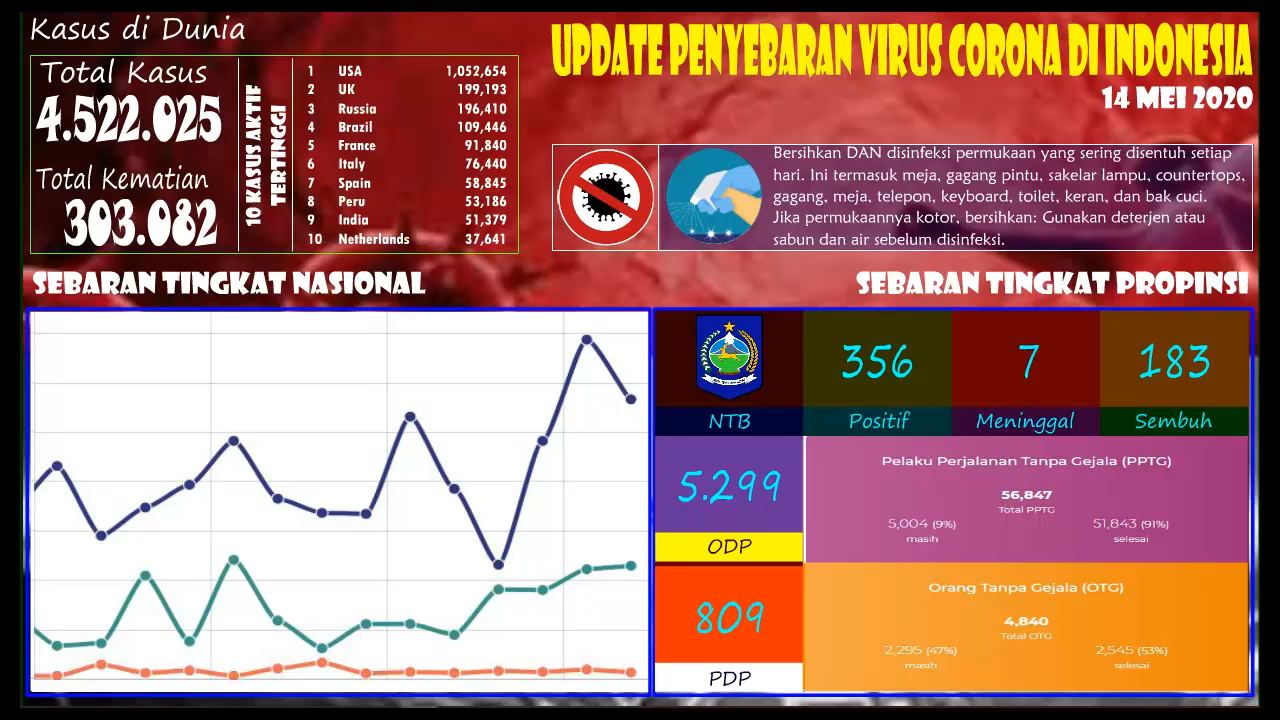 Kasus di Dunia
Total Kasus
4.522.025
Total Kematian
303.082
10 KASUS AKTIF
TERTINGGI
1 USA 1,052,654
2 UK 199,193
3 Russia 196,410
4 Brazil 109,446
5 France 91,840
6 Italy 76,440
7 Spain 58,845
8 Peru 53,186
9 India 51,379
10 Netherlands 37,641
UPDATE PENYEBARAN VIRUS CORONA DI INDONESIA
14 MEI 2020
Bersihkan DAN disinfeksi permukaan yang sering disentuh setiap
hari. Ini termasuk meja, gagang pintu, sakelar lampu, countertops,
gagang, meja, telepon, keyboard, toilet, keran, dan bak cuci.
Jika permukaannya kotor, bersihkan: Gunakan deterjen atau
sabun dan air sebelum disinfeksi.
SEBARAN TINGKAT NASIONAL
SEBARAN TINGKAT PROPINSI
356 7 183
NTB Positif Meninggal Sembuh
5.299
ODP
Pelaku Perjalanan Tanpa Gejala (PPTG)
56,847
Total PPTG
5,004 (9%) 51,843 (91%)
masih selesai
809
PDP
Orang Tanpa Gejala (OTG)
4,840
Total OTG
2,295 (47%) 2,545 (53%)
masih selesai